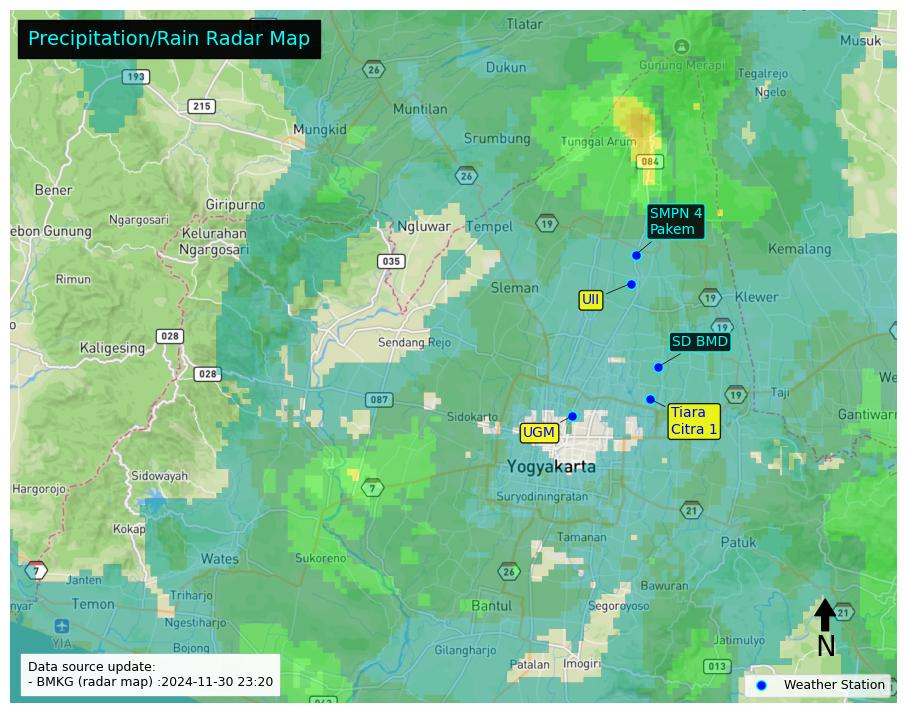 Precipitation/Rain Radar Map
Tlatar
Musuk
26
Dukun
Gunung Merapi
Tegalrejo
193
Ngelo
215
Muntilan
Mungkid
Srumbung
Tunggal Arum
084
26
Bener
Giripurno
SMPN 4
Pakem
Ngargosari
Ngluwar
Tempel
19
ebon Gunung
Kelurahan
Ngargosari
Kemalang
035
Rimun
Sleman
UII
19
Klewer
19
028
Kaligesing
Sendang Rejo
SD BMD
028
We
087
19
Taji
Sidokarto
Tiara
Citra 1
Gantiwarn
UGM
Yogyakarta
Sidowayah
Hargorojo
7
Suryodiningratan
21
Kokap
Tamanan
Patuk
Wates
Sukoreno
7
Janten
26
Bawuran
nyar
Temon
Triharjo
Bantul
Segoroyoso
21
Ngestiharjo
YIA
N
Jatimulyo
Bojong
Gilangharjo
Patalan
Imogiri
013
Data source update:
- BMKG (radar map) :2024-11-30 23:20
Weather Station